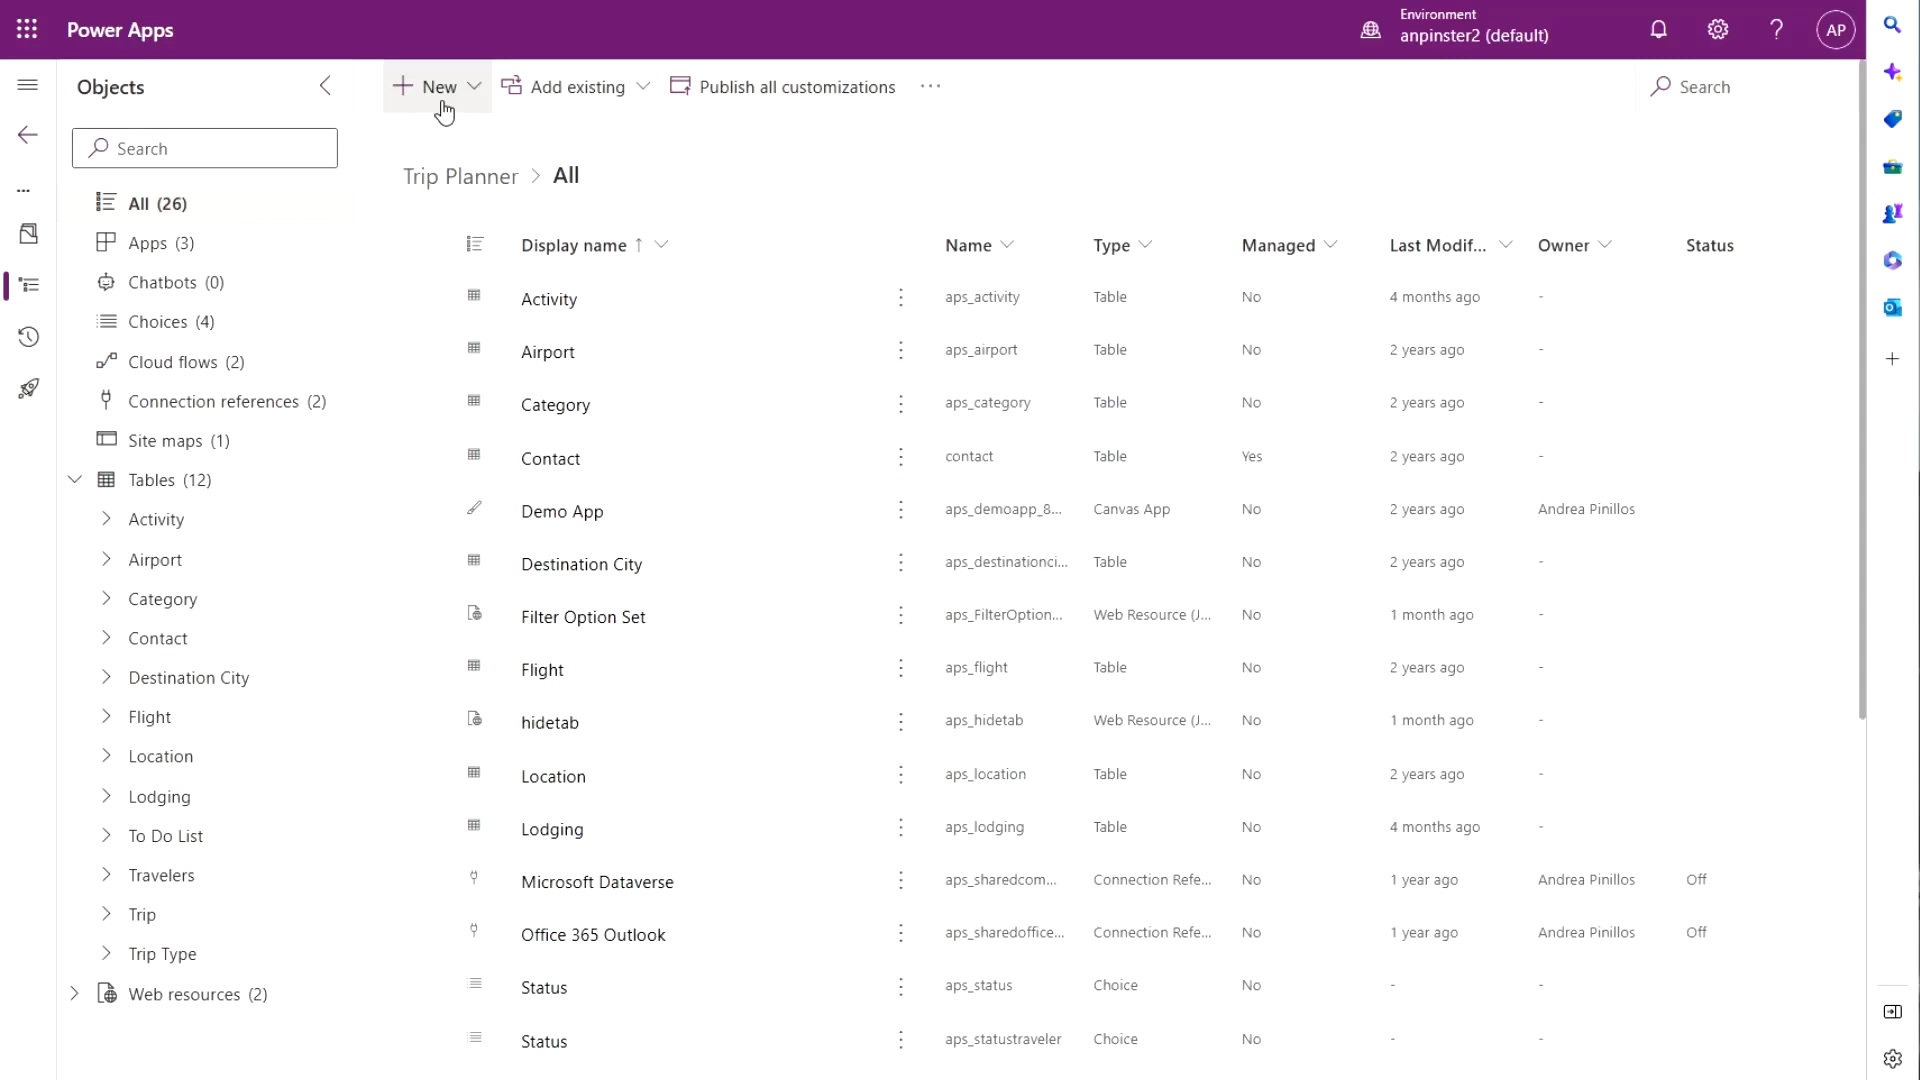 Power Apps
Environment
anpinster2 (default)
AP
Objects
New
Add existing
Publish all customizations
Search
Search
Trip Planner > All
All (26)
Apps (3)
Chatbots (0)
Choices (4)
Cloud flows (2)
Connection references (2)
Site maps (1)
Tables (12)
Activity
Airport
Category
Contact
Destination City
Flight
Location
Lodging
To Do List
Travelers
Trip
Trip Type
Web resources (2)
Display name ↑ Name Type Managed Last Modif... Owner Status
Activity aps_activity Table No 4 months ago -
Airport aps_airport Table No 2 years ago -
Category aps_category Table No 2 years ago -
Contact contact Table Yes 2 years ago -
Demo App aps_demoapp_8... Canvas App No 2 years ago Andrea Pinillos
Destination City aps_destinationci... Table No 2 years ago -
Filter Option Set aps_FilterOption... Web Resource (J... No 1 month ago -
Flight aps_flight Table No 2 years ago -
hidetab aps_hidetab Web Resource (J... No 1 month ago -
Location aps_location Table No 2 years ago -
Lodging aps_lodging Table No 4 months ago -
Microsoft Dataverse aps_sharedcom... Connection Refe... No 1 year ago Andrea Pinillos Off
Office 365 Outlook aps_sharedoffice... Connection Refe... No 1 year ago Andrea Pinillos Off
Status aps_status Choice No - -
Status aps_statustraveler Choice No - -